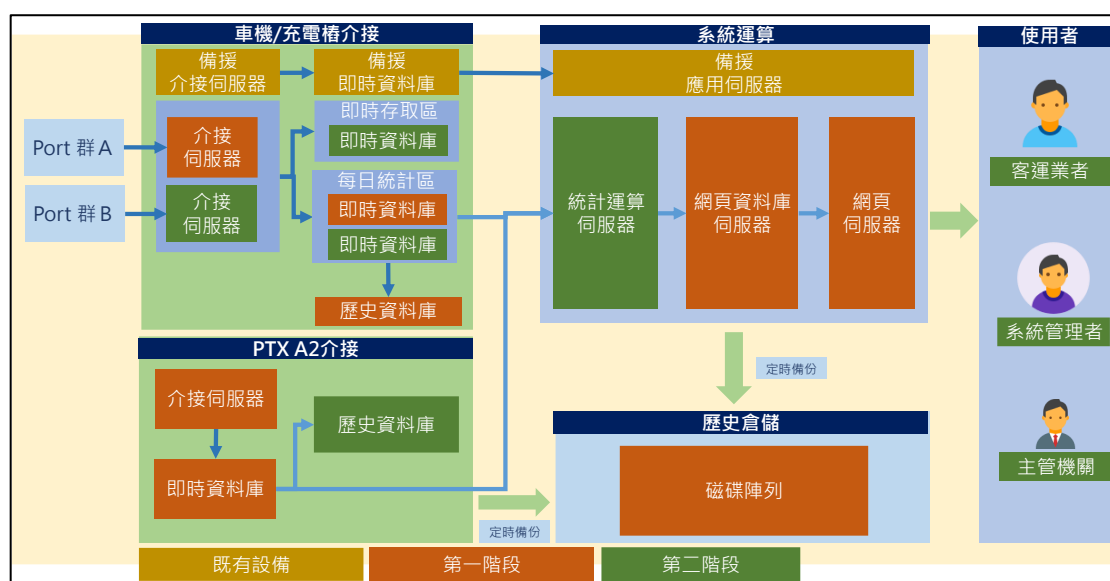 車機/充電樁介接
備援
介接伺服器
備援
即時資料庫
Port 群A
Port 群B
介接
伺服器
介接
伺服器
即時存取區
即時資料庫
每日統計區
即時資料庫
即時資料庫
歷史資料庫
PTX A2介接
介接伺服器
即時資料庫
歷史資料庫
系統運算
備援
應用伺服器
統計運算
伺服器
網頁資料庫
伺服器
網頁
伺服器
定時備份
定時備份
歷史倉儲
磁碟陣列
使用者
客運業者
系統管理者
主管機關
既有設備
第一階段
第二階段